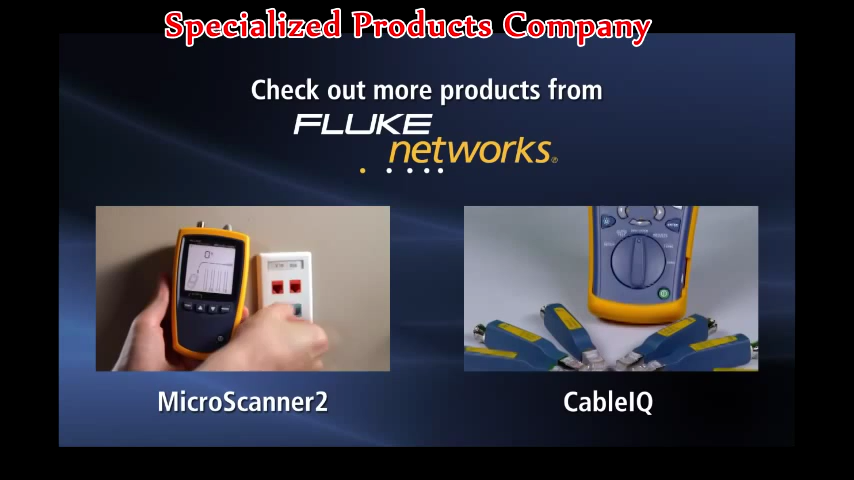 Specialized Products Company
Check out more products from
FLUKE
networks®
MicroScanner2
CableIQ